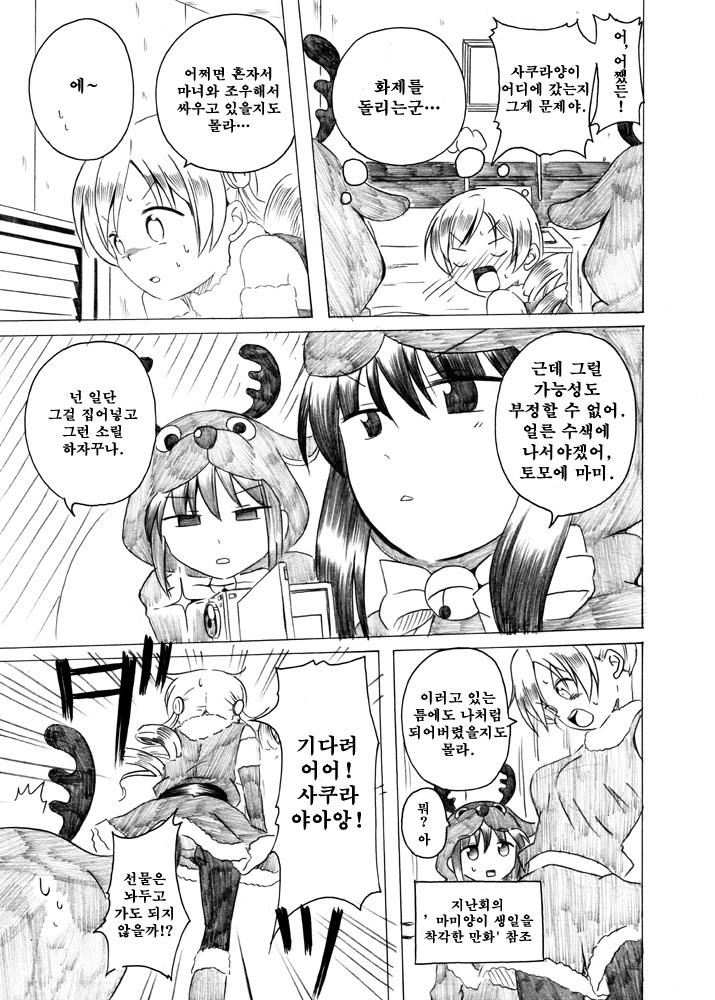 어, 어
쨌든!
사쿠라양이
어디에 갔는지
그게 문제야.
화제를
돌리는군…
어쩌면 혼자서
마녀와 조우해서
싸우고 있을지도
몰라…
에~
근데 그럴
가능성도
부정할 수 없어.
얼른 수색에
나서야겠어,
토모에 마미.
넌 일단
그걸 집어넣고
그런 소릴
하자꾸나.
이러고 있는
틈에도 나처럼
되어버렸을지도
몰라.
뭐?
아
지난회의
' 마미양이 생일을
착각한 만화' 참조
기다려
어어!
사쿠라
야아앙!
선물은
놔두고
가도 되지
않을까!?